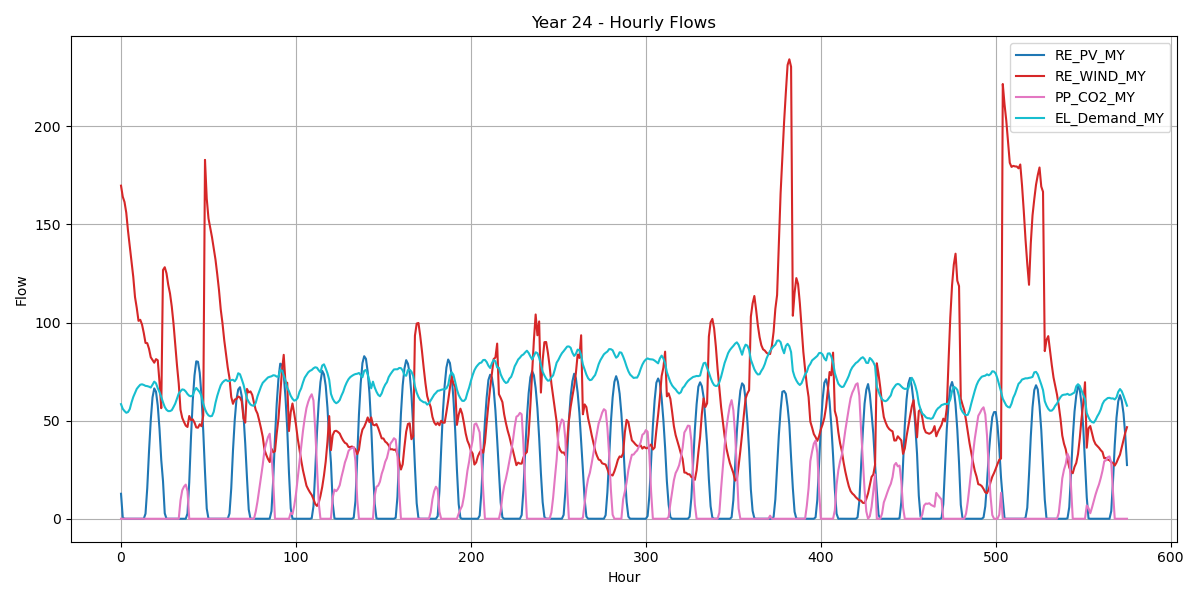 Year 24 - Hourly Flows
RE_PV_MY
RE_WIND_MY
PP_CO2_MY
EL_Demand_MY
Flow
200
150
100
50
0
0
100
200
300
400
500
600
Hour